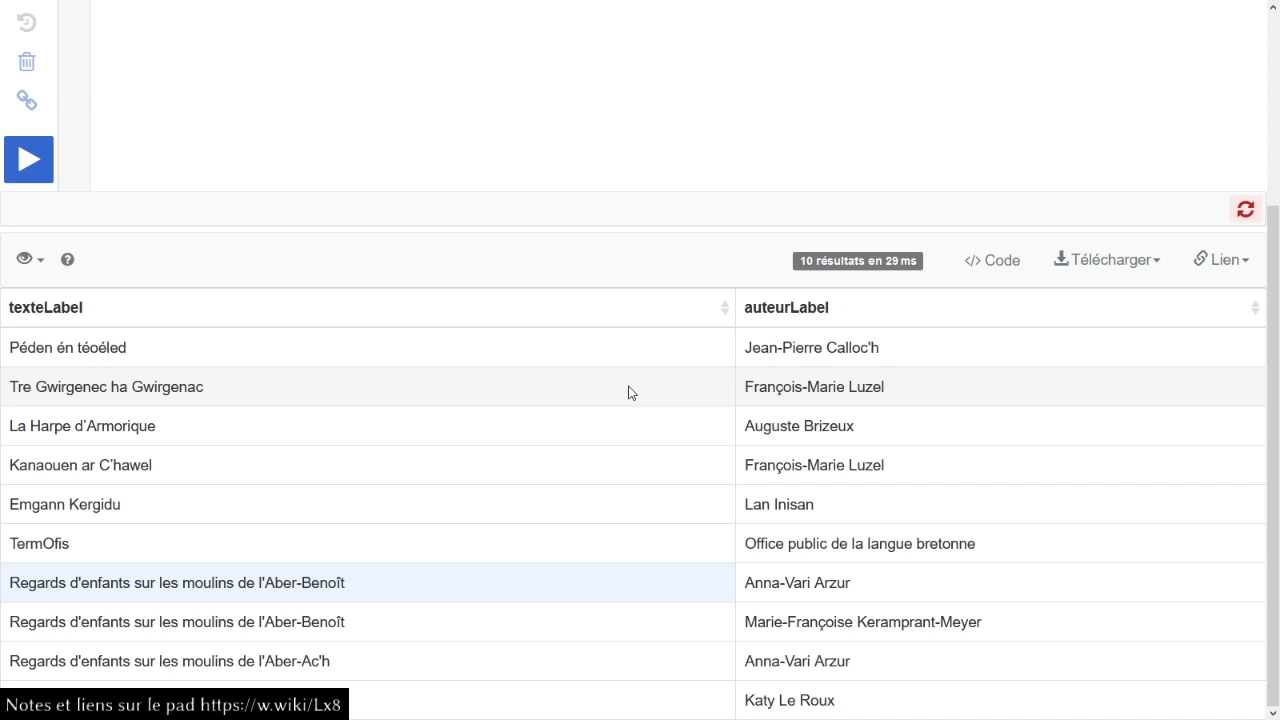 10 résultats en 29 ms </> Code Télécharger Lien
texteLabel auteurLabel
Péden én téoéled Jean-Pierre Calloc'h
Tre Gwirgenec ha Gwirgenac François-Marie Luzel
La Harpe d’Armorique Auguste Brizeux
Kanaouen ar C'hawel François-Marie Luzel
Emgann Kergidu Lan Inisan
TermOfis Office public de la langue bretonne
Regards d'enfants sur les moulins de l'Aber-Benoît Anna-Vari Arzur
Regards d'enfants sur les moulins de l'Aber-Benoît Marie-Françoise Keramprant-Meyer
Regards d'enfants sur les moulins de l'Aber-Ac'h Anna-Vari Arzur
Katy Le Roux
Notes et liens sur le pad https://w.wiki/Lx8